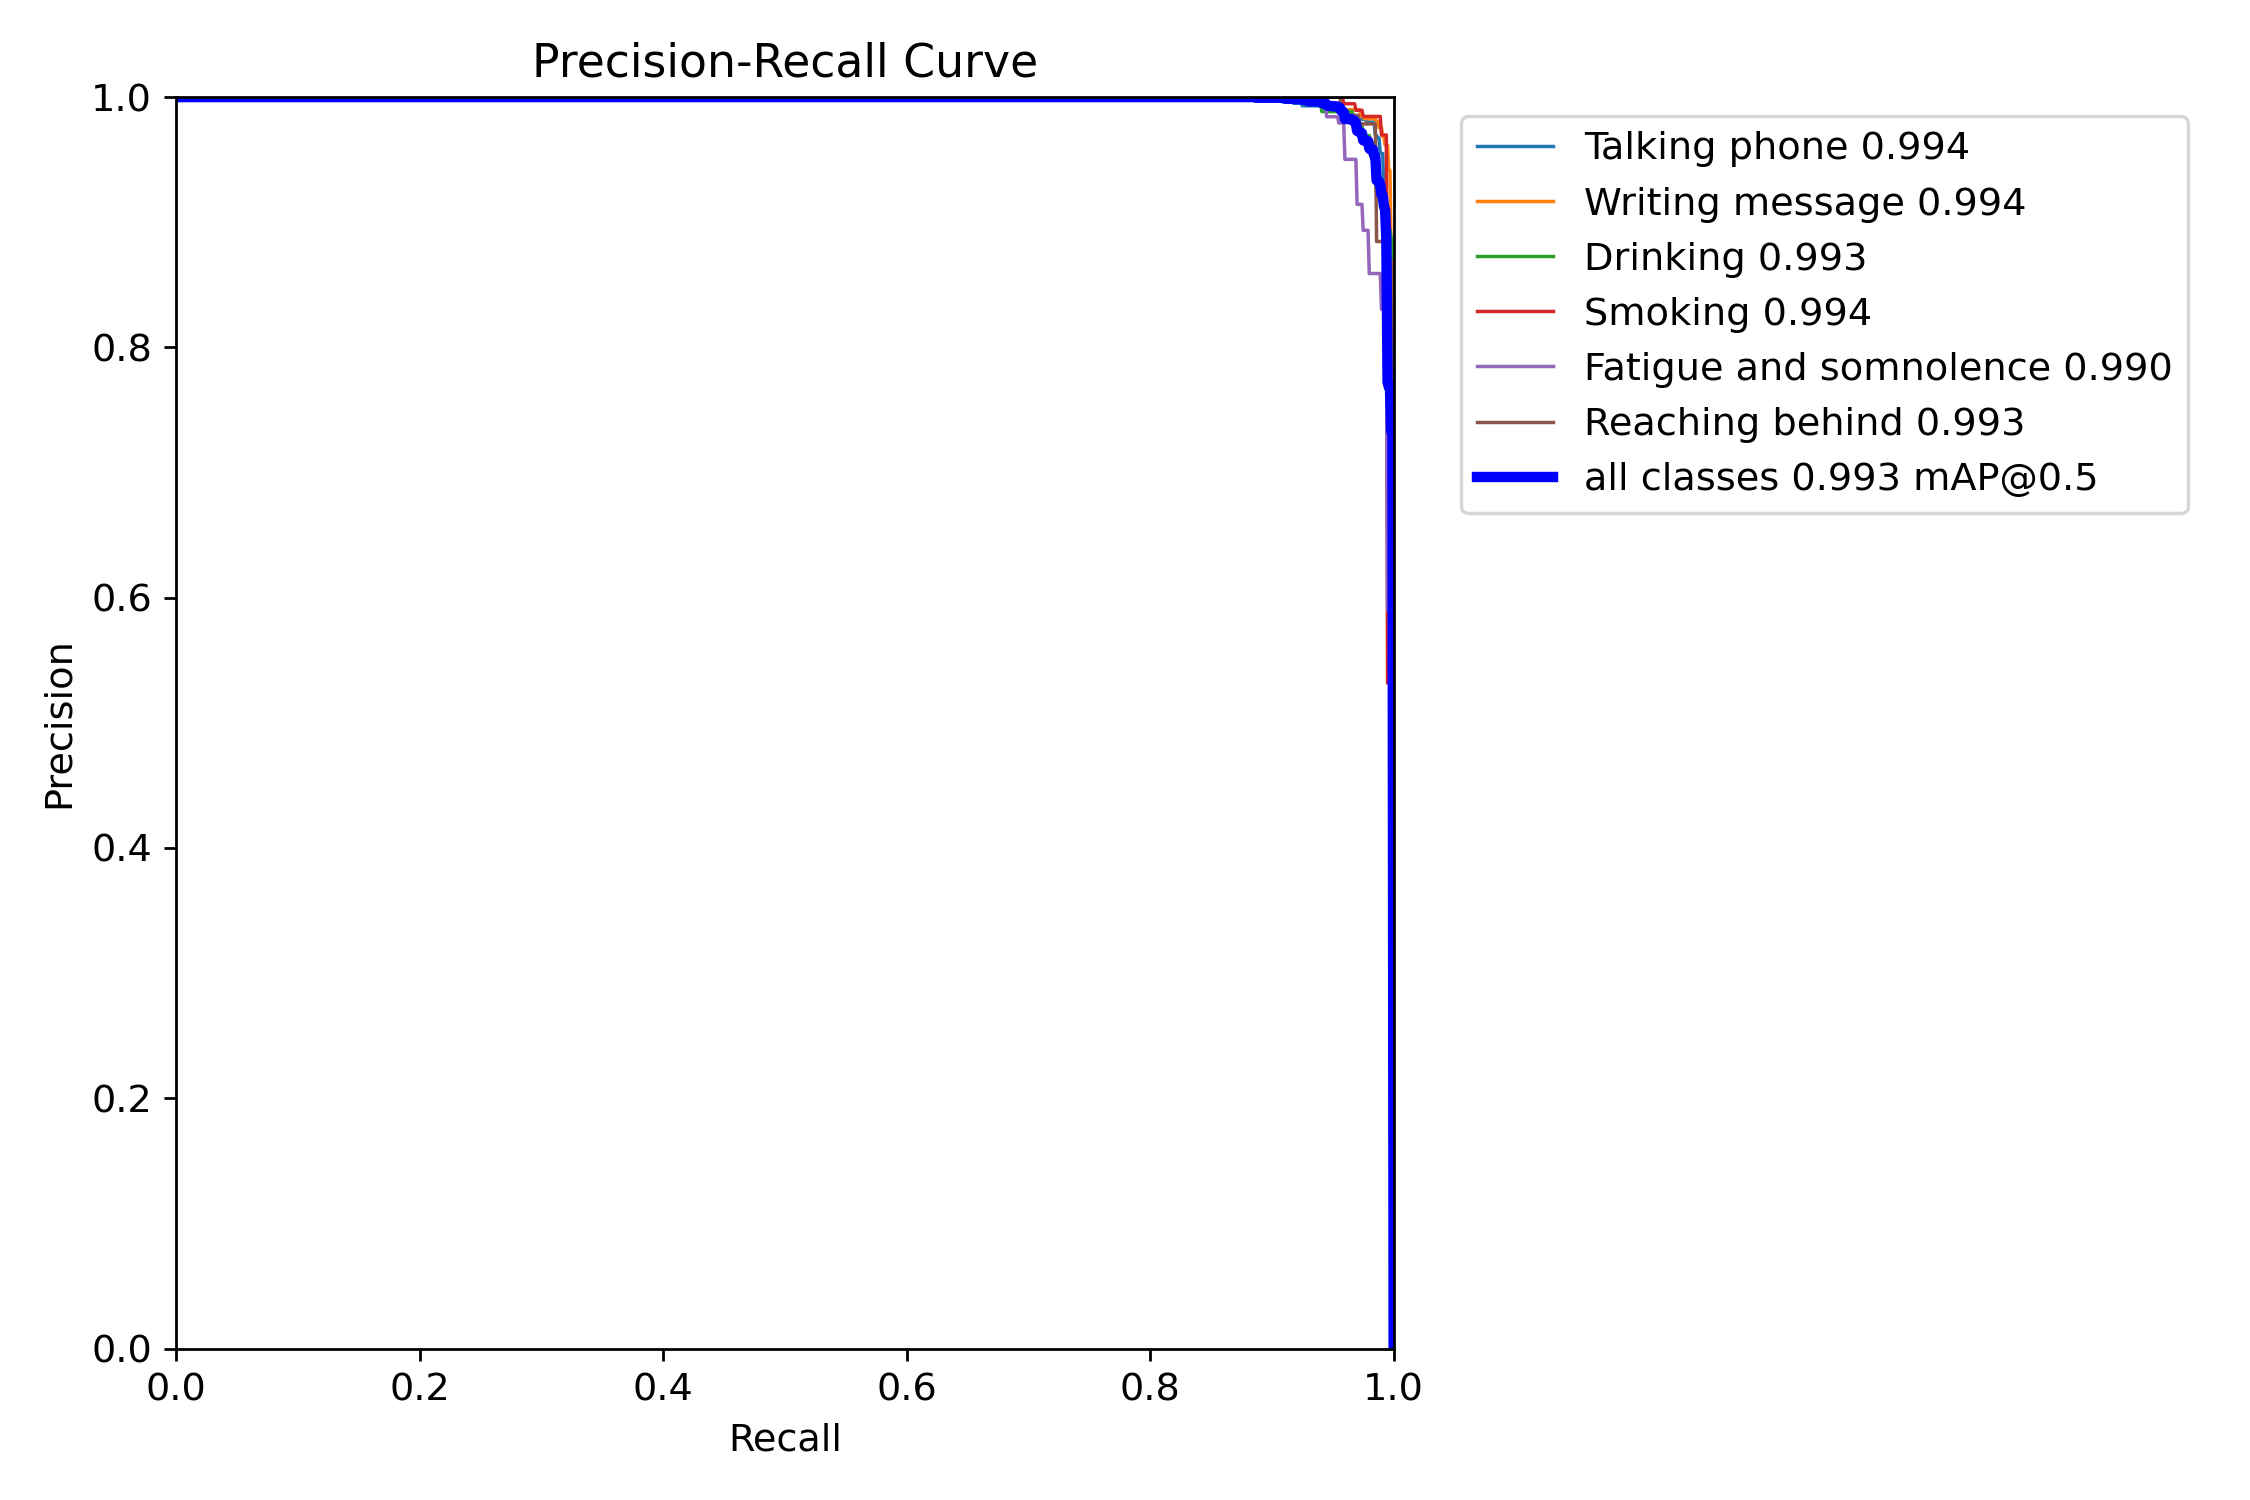 Precision-Recall Curve
1.0
0.8
0.6
0.4
0.2
0.0
Precision
0.0 0.2 0.4 0.6 0.8 1.0
Recall
Talking phone 0.994
Writing message 0.994
Drinking 0.993
Smoking 0.994
Fatigue and somnolence 0.990
Reaching behind 0.993
all classes 0.993 mAP@0.5